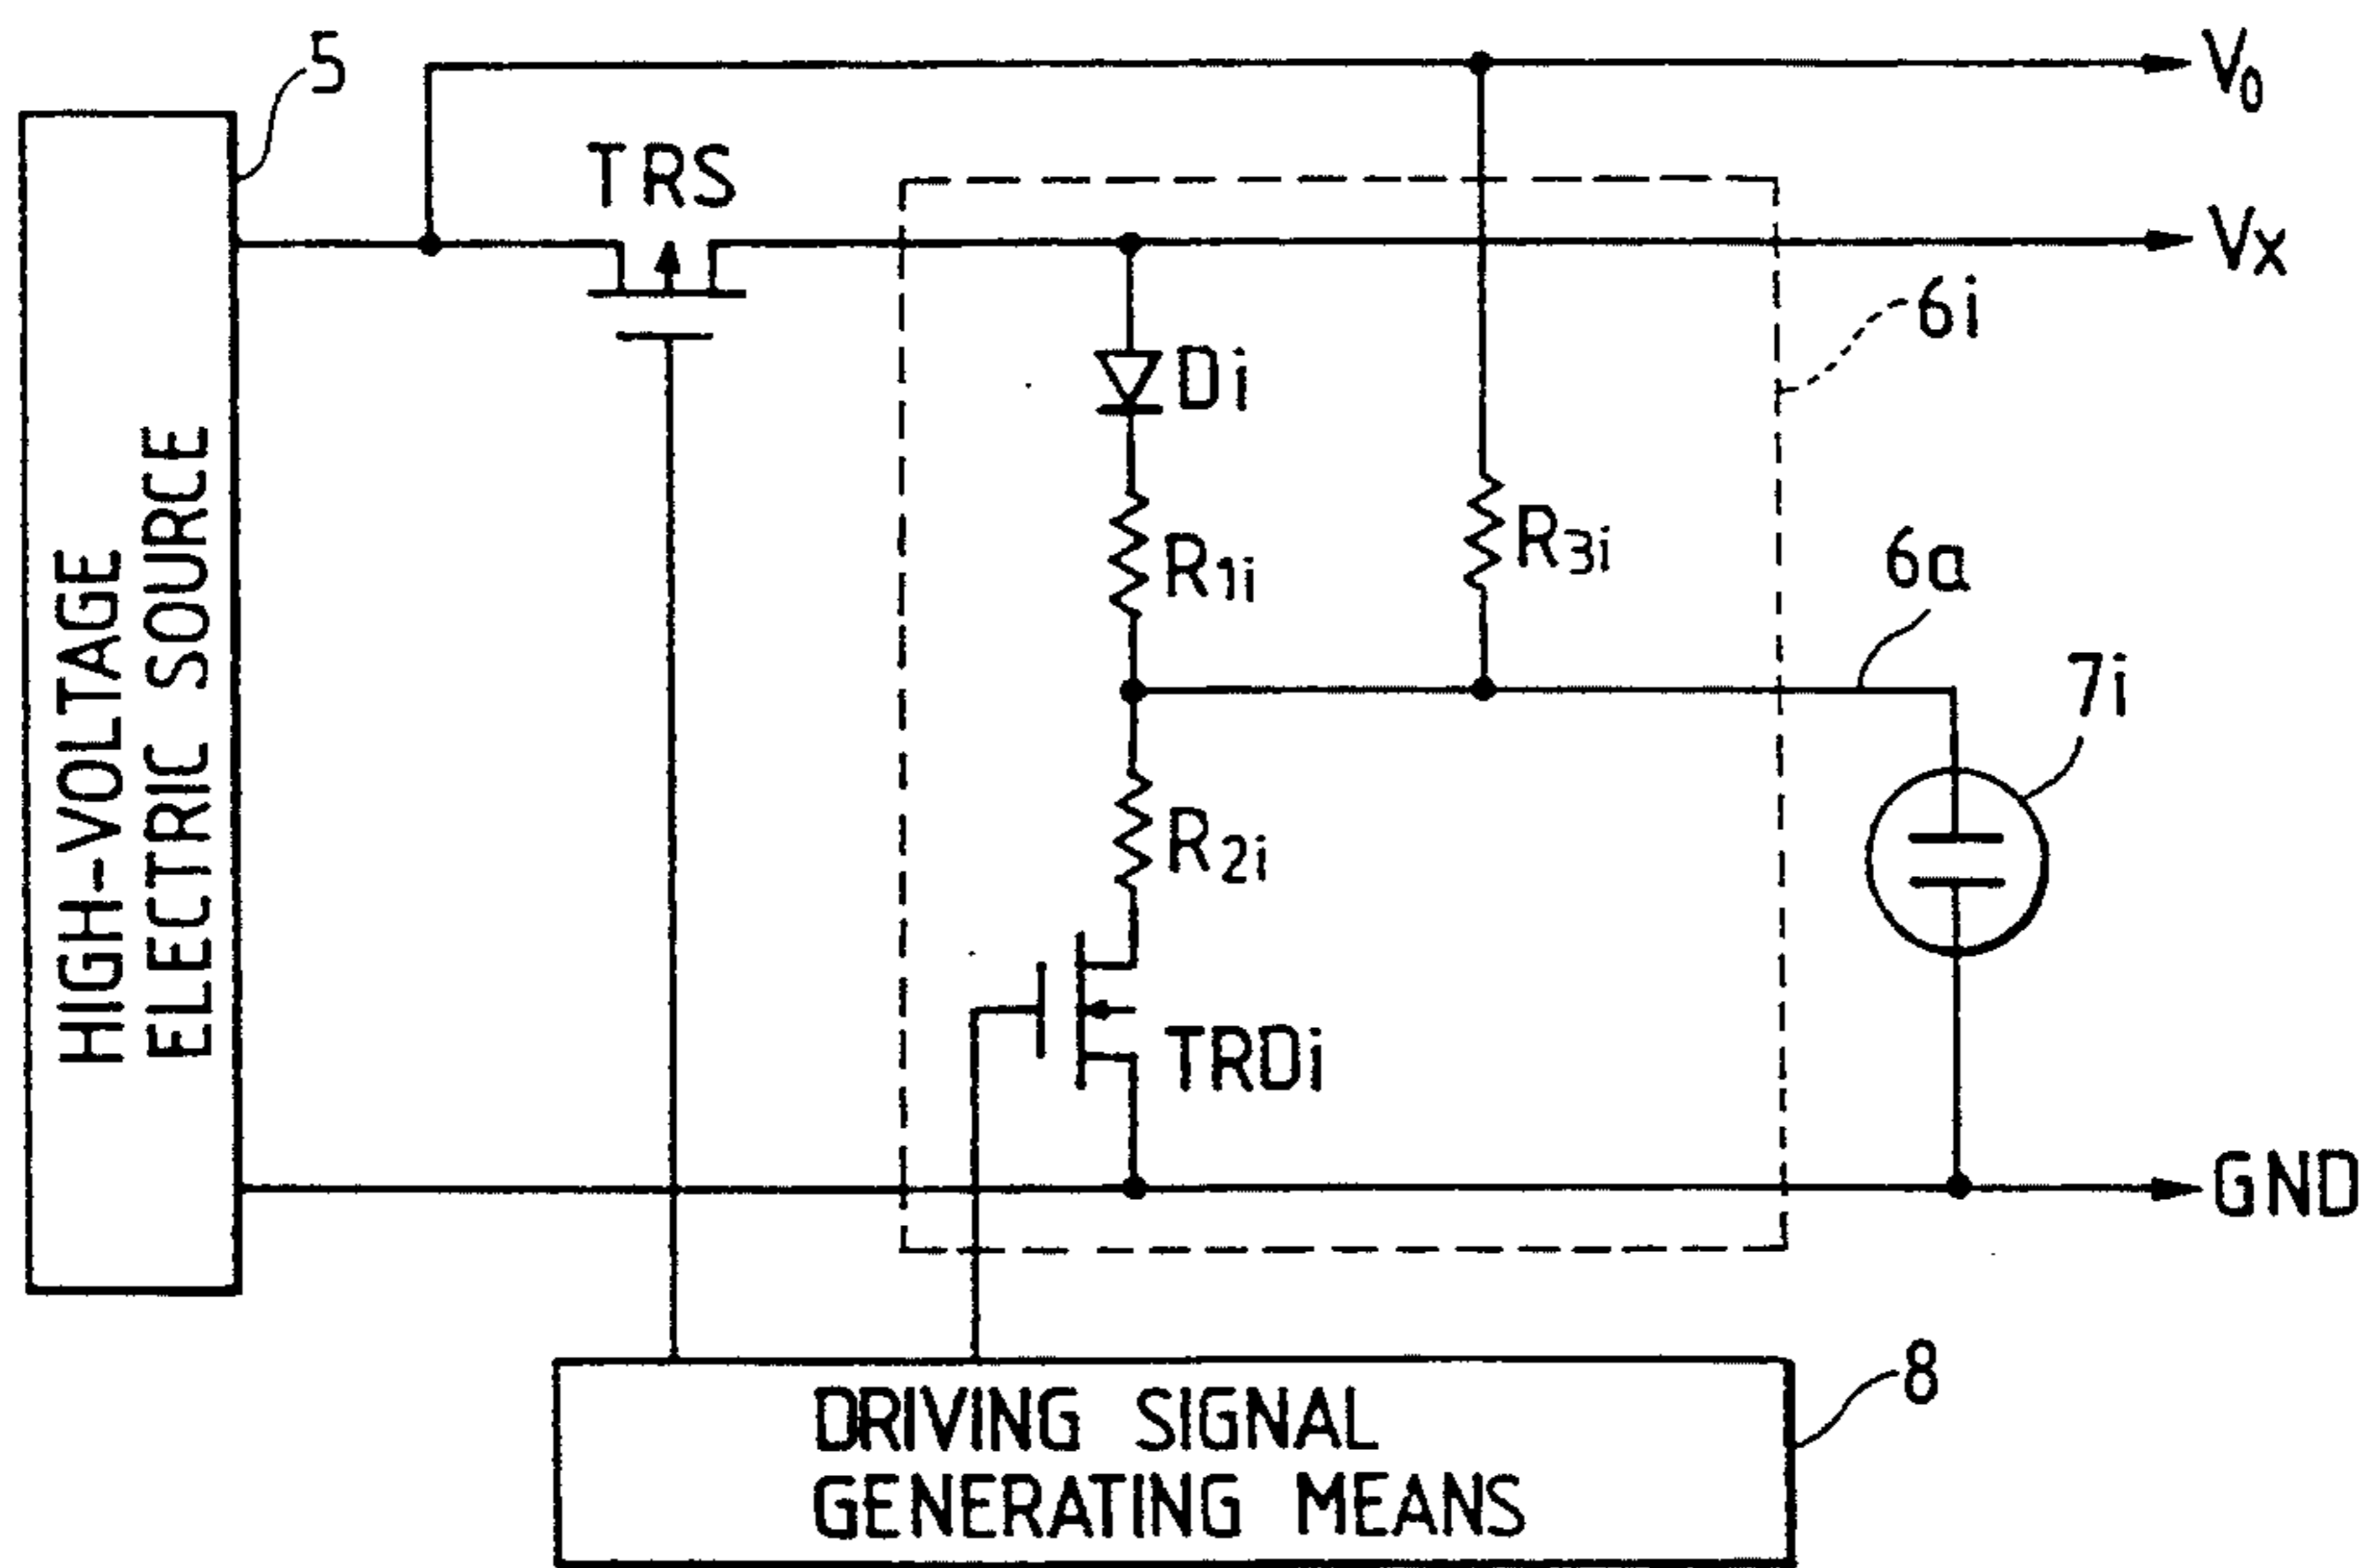 5
V0
TRS
VX
6i
Di
R1i
R3i
6a
7i
HIGH-VOLTAGE
ELECTRIC SOURCE
R2i
TRDi
GND
8
DRIVING SIGNAL
GENERATING MEANS